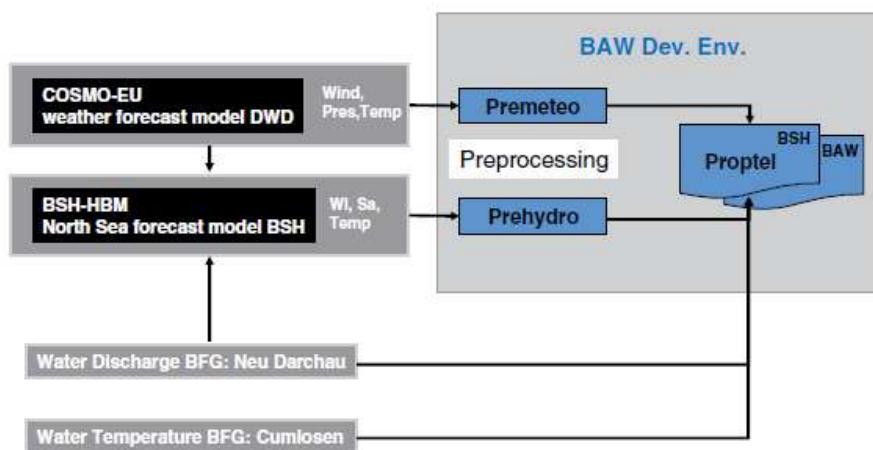 BAW Dev. Env.
COSMO-EU
weather forecast model DWD
Wind,
Pres,Temp
Premeteo
Preprocessing
BSH
Proptel
BAW
BSH-HBM
North Sea forecast model BSH
Wl, Sa,
Temp
Prehydro
Water Discharge BFG: Neu Darchau
Water Temperature BFG: Cumlosen